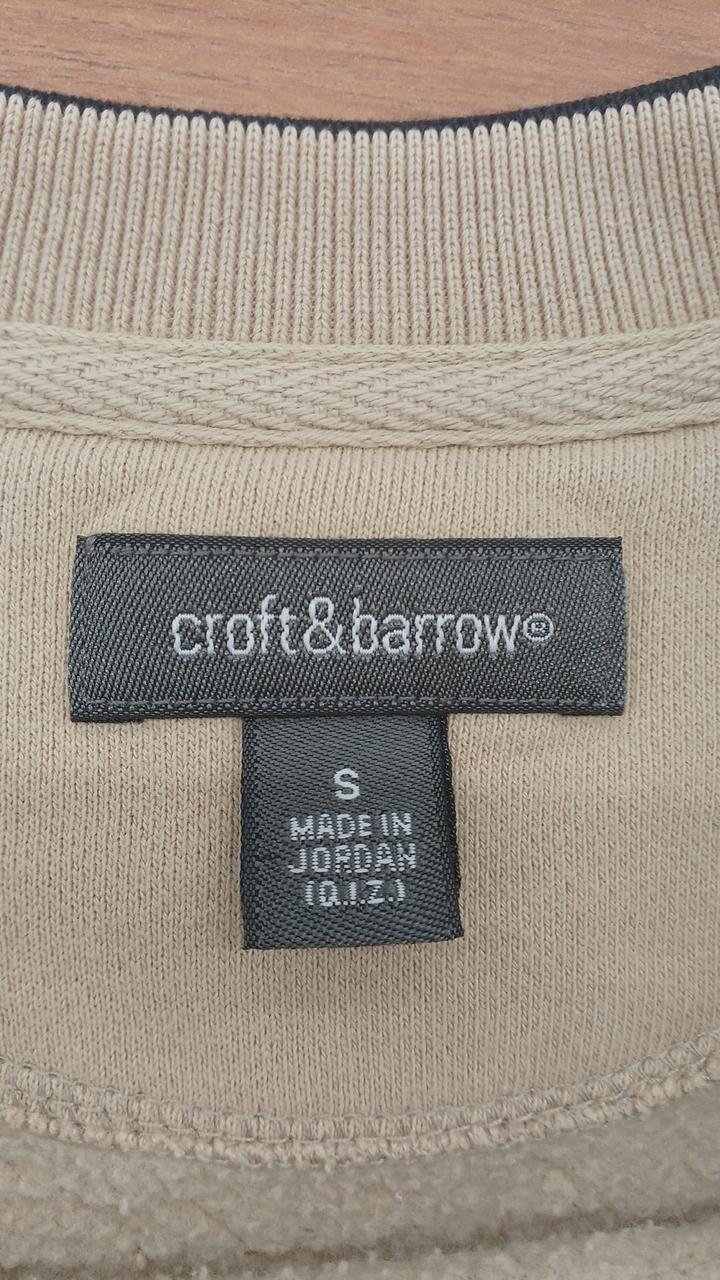 croft&barrow®
S
MADE IN
JORDAN
(Q.I.Z.)